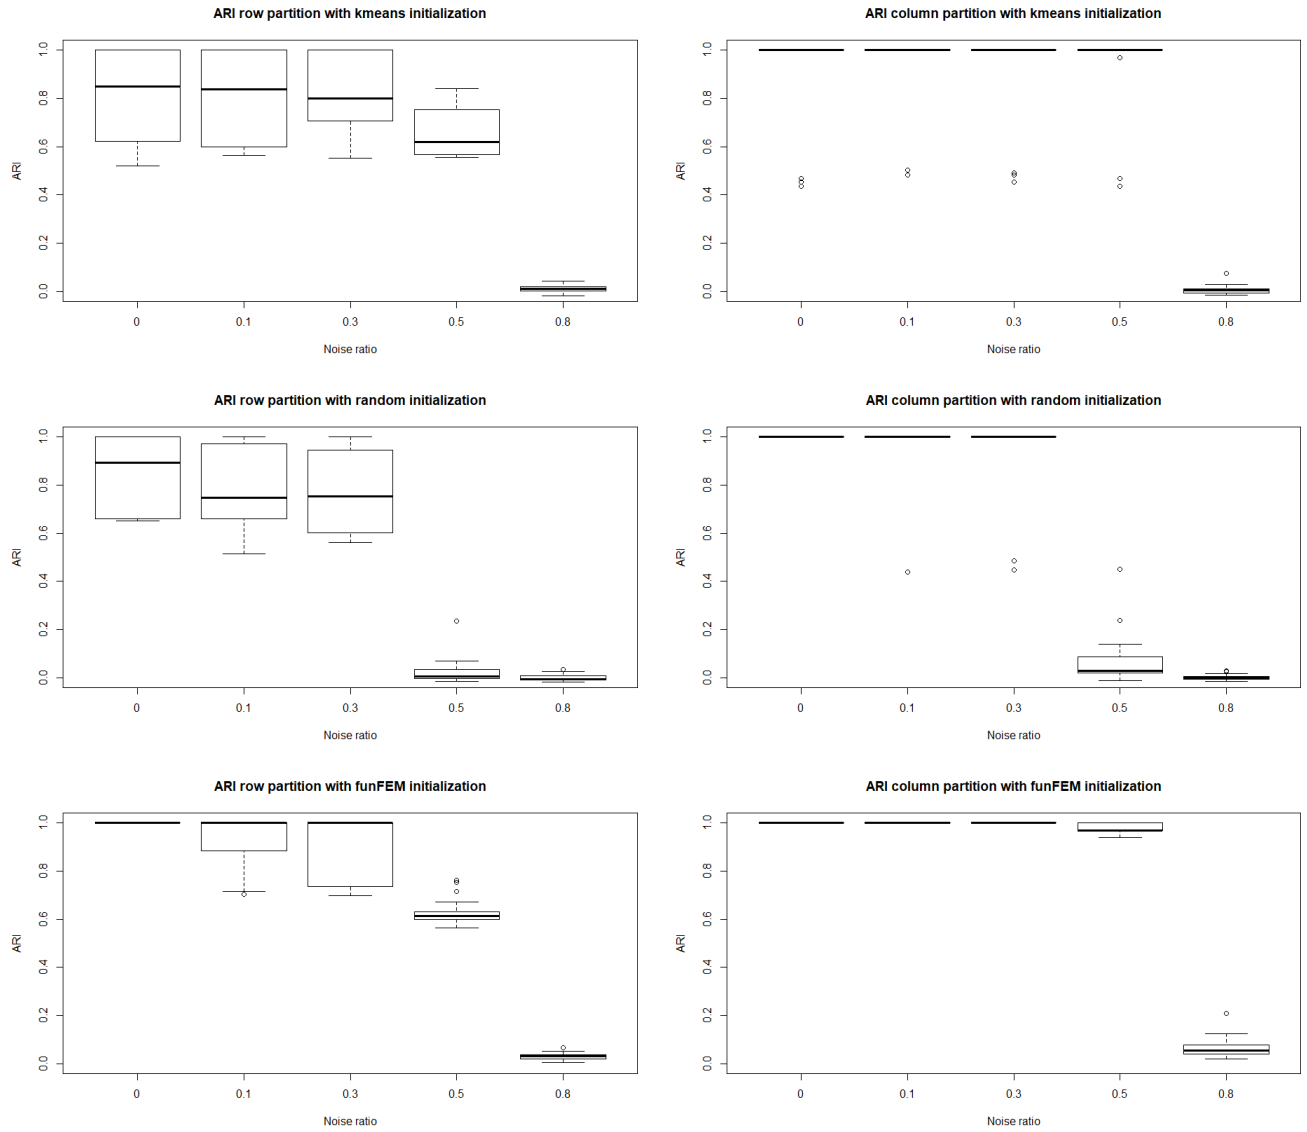 ARI row partition with kmeans initialization
ARI
1.0
0.8
0.6
0.4
0.2
0.0
0 0.1 0.3 0.5 0.8
Noise ratio
ARI column partition with kmeans initialization
ARI
1.0
0.8
0.6
0.4
0.2
0.0
0 0.1 0.3 0.5 0.8
Noise ratio
ARI row partition with random initialization
ARI
1.0
0.8
0.6
0.4
0.2
0.0
0 0.1 0.3 0.5 0.8
Noise ratio
ARI column partition with random initialization
ARI
1.0
0.8
0.6
0.4
0.2
0.0
0 0.1 0.3 0.5 0.8
Noise ratio
ARI row partition with funFEM initialization
ARI
1.0
0.8
0.6
0.4
0.2
0.0
0 0.1 0.3 0.5 0.8
Noise ratio
ARI column partition with funFEM initialization
ARI
1.0
0.8
0.6
0.4
0.2
0.0
0 0.1 0.3 0.5 0.8
Noise ratio